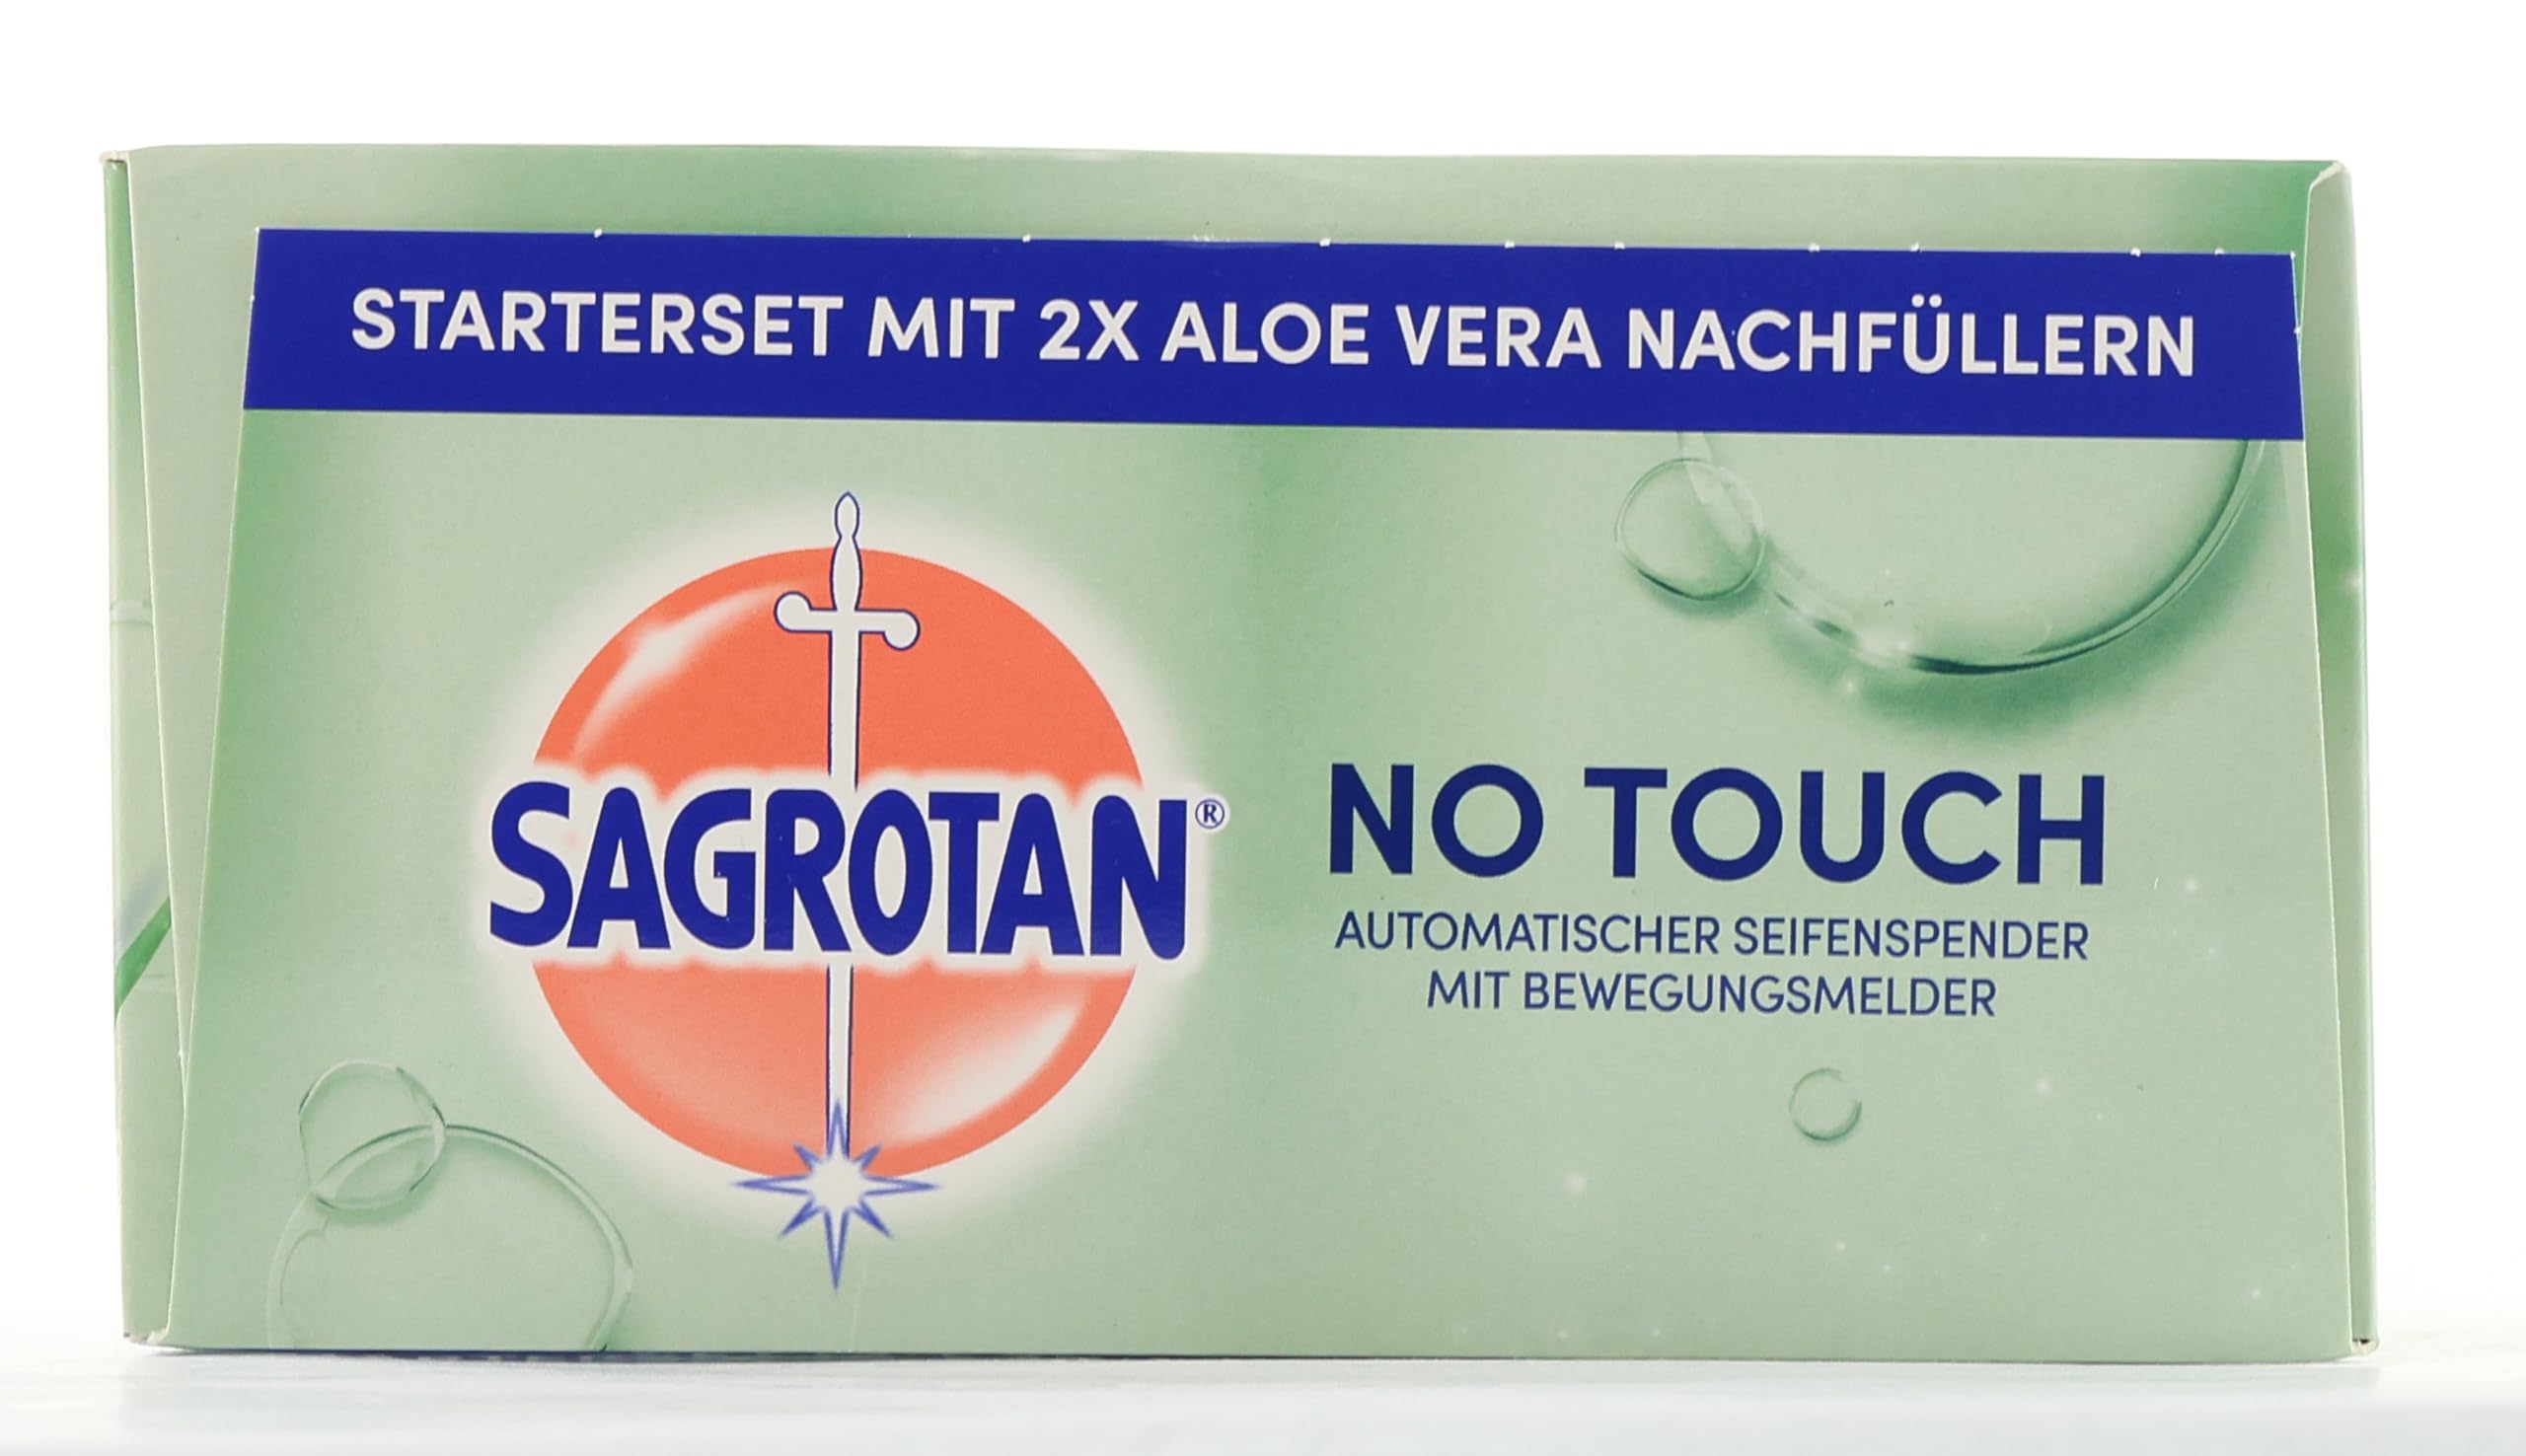 STARTERSET MIT 2X ALOE VERA NACHFÜLLERN
SAGROTAN®
NO TOUCH
AUTOMATISCHER SEIFENSPENDER
MIT BEWEGUNGSMELDER